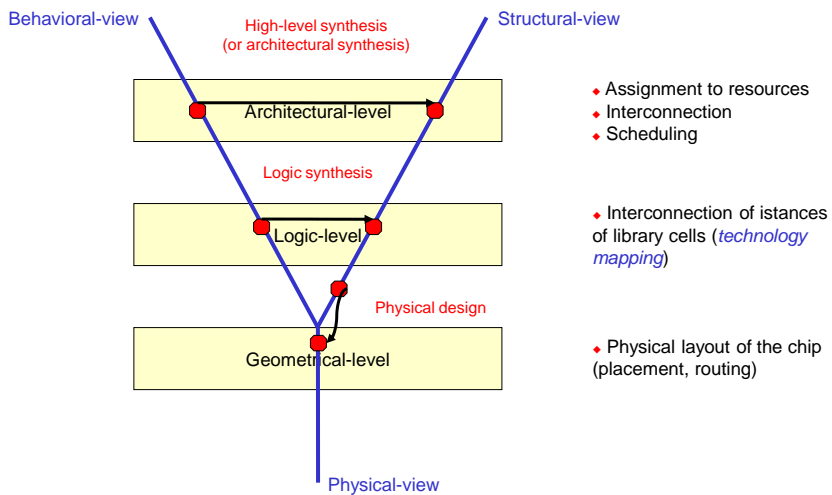 Behavioral-view
High-level synthesis
(or architectural synthesis)
Structural-view
Architectural-level
◆ Assignment to resources
◆ Interconnection
◆ Scheduling
Logic synthesis
Logic-level
◆ Interconnection of istances
of library cells (technology
mapping)
Physical design
Geometrical-level
◆ Physical layout of the chip
(placement, routing)
Physical-view